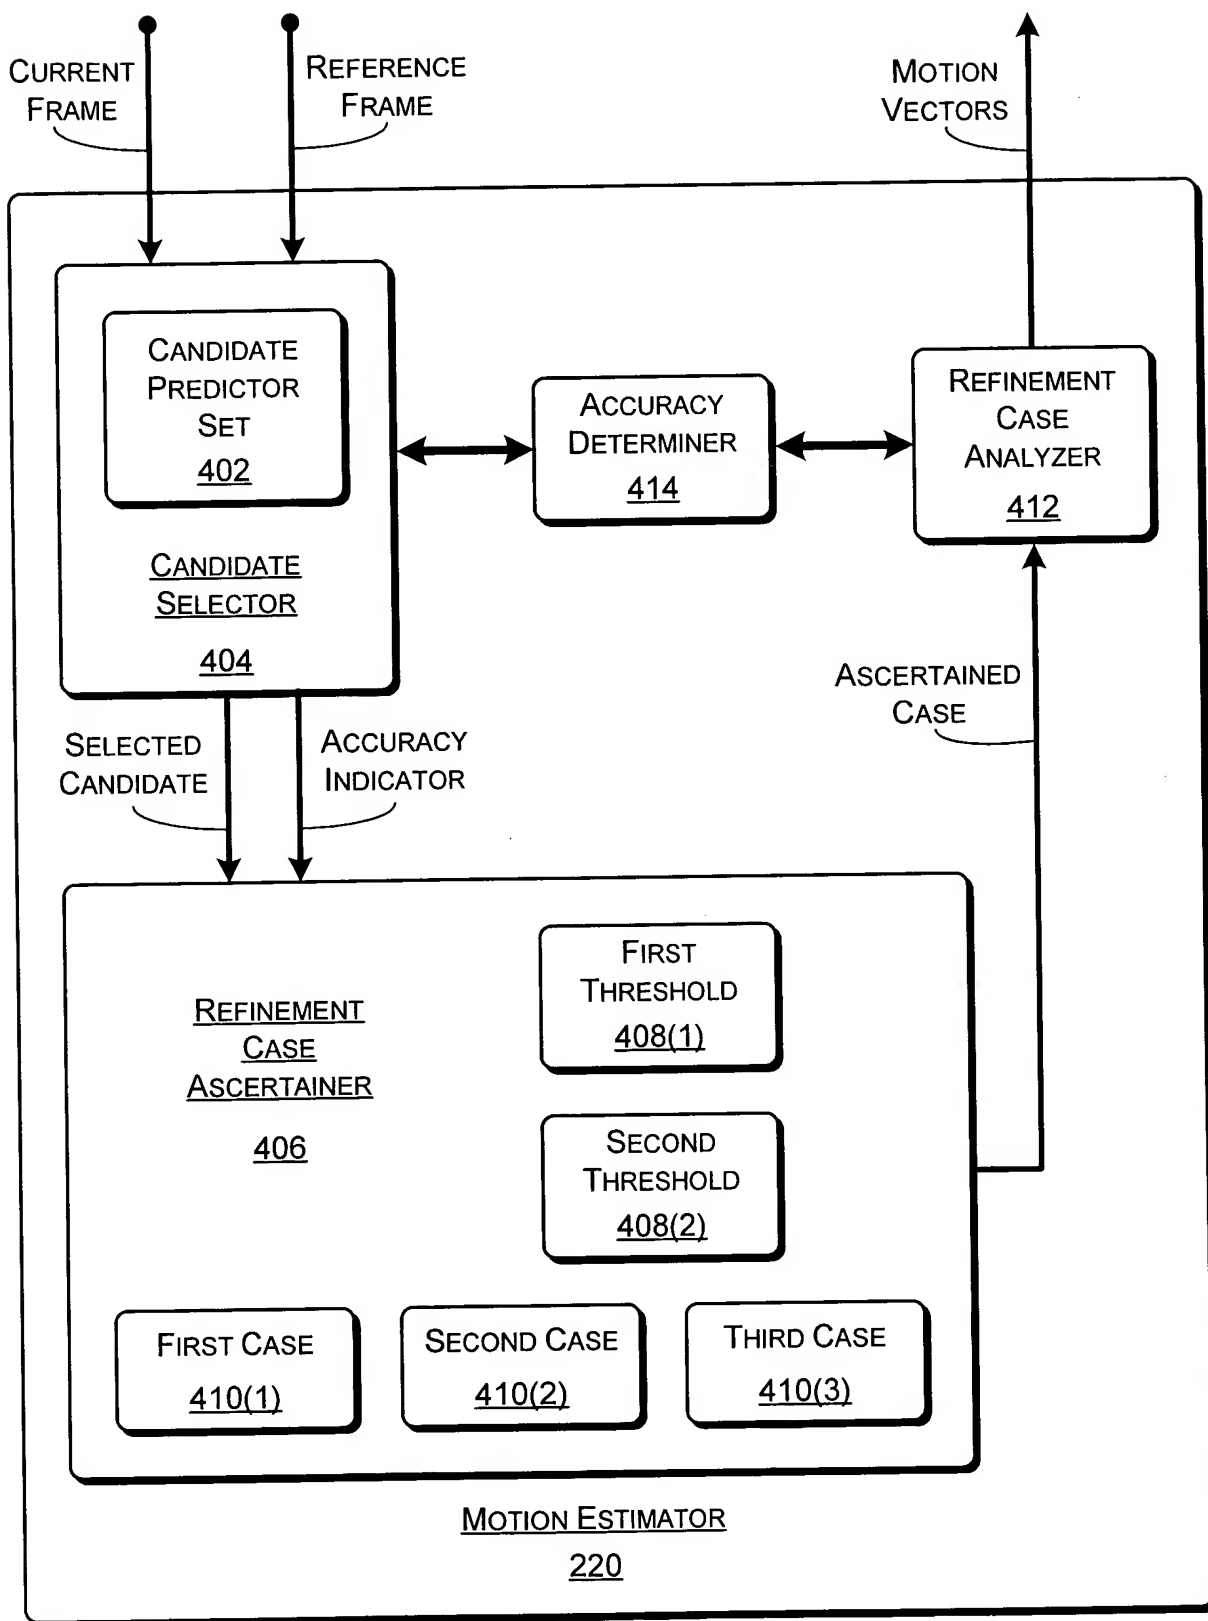 CURRENT
FRAME
REFERENCE
FRAME
MOTION
VECTORS
CANDIDATE
PREDICTOR
SET
402
CANDIDATE
SELECTOR
404
ACCURACY
DETERMINER
414
REFINEMENT
CASE
ANALYZER
412
SELECTED
CANDIDATE
ACCURACY
INDICATOR
ASCERTAINED
CASE
REFINEMENT
CASE
ASCERTAINER
406
FIRST
THRESHOLD
408(1)
SECOND
THRESHOLD
408(2)
FIRST CASE
410(1)
SECOND CASE
410(2)
THIRD CASE
410(3)
MOTION ESTIMATOR
220